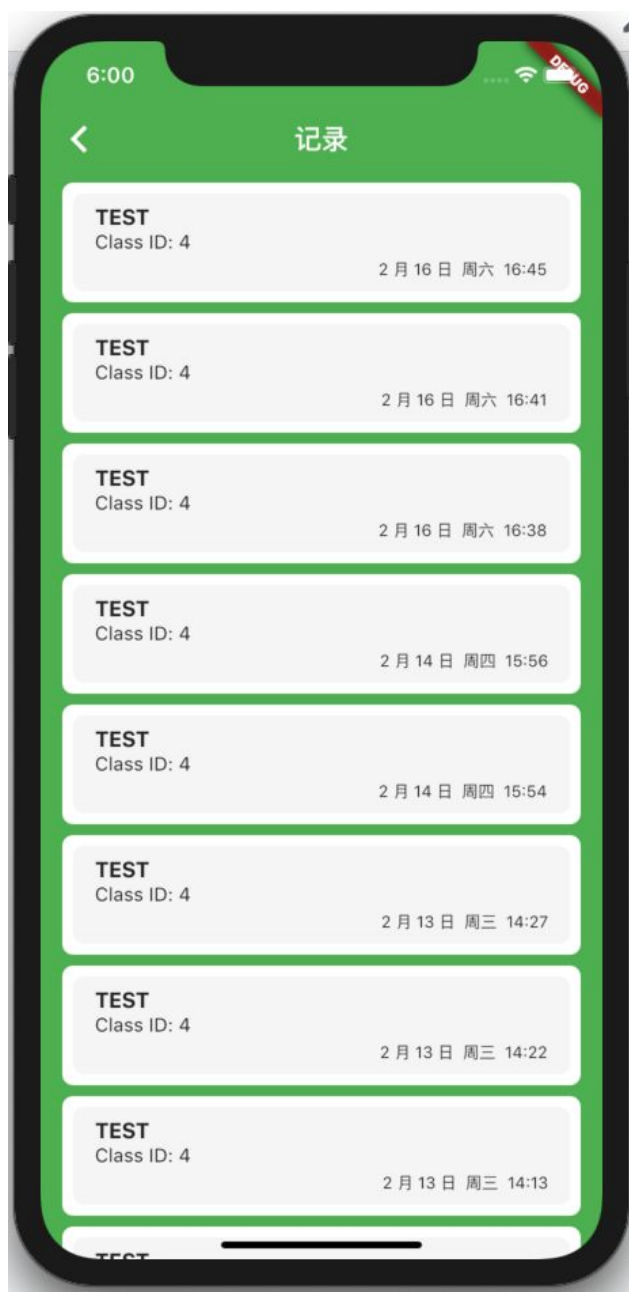 6:00
DEBUG
记录
TEST
Class ID: 4
2 月 16 日 周六 16:45
TEST
Class ID: 4
2 月 16 日 周六 16:41
TEST
Class ID: 4
2 月 16 日 周六 16:38
TEST
Class ID: 4
2 月 14 日 周四 15:56
TEST
Class ID: 4
2 月 14 日 周四 15:54
TEST
Class ID: 4
2 月 13 日 周三 14:27
TEST
Class ID: 4
2 月 13 日 周三 14:22
TEST
Class ID: 4
2 月 13 日 周三 14:13
TEST